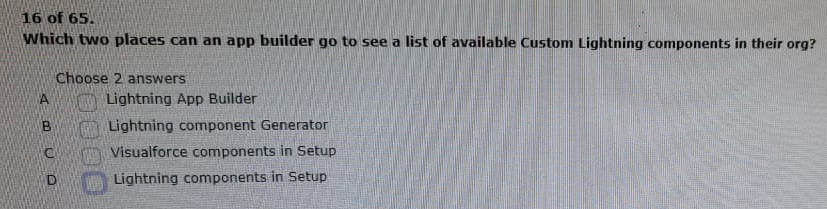 16 of 65.
Which two places can an app builder go to see a list of available Custom Lightning components in their org?
Choose 2 answers
A Lightning App Builder
B Lightning component Generator
C Visualforce components in Setup
D Lightning components in Setup